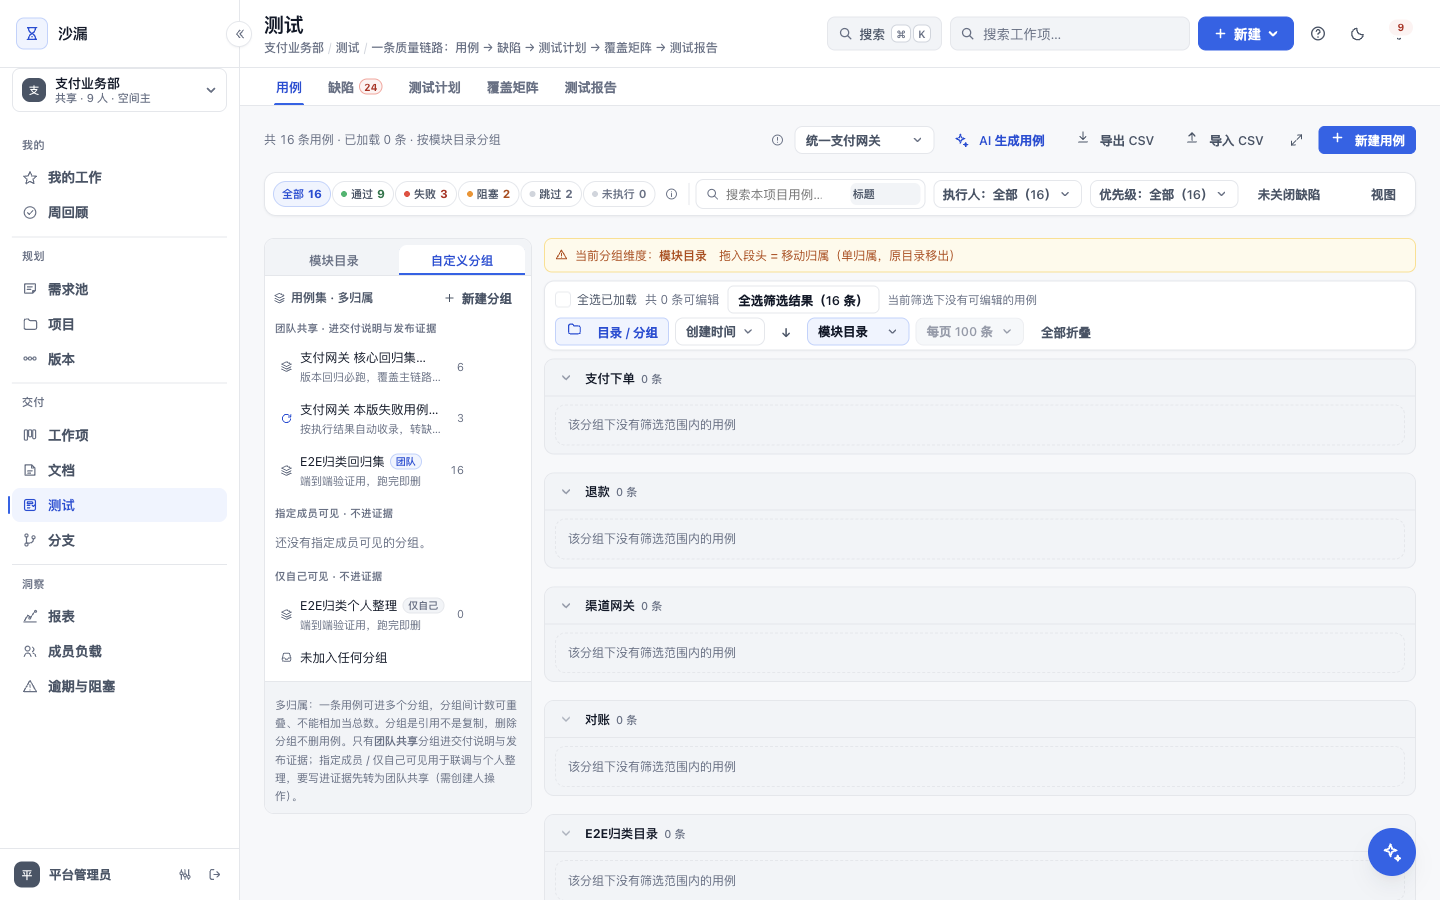 沙漏
支
支付业务部
共享 · 9 人 · 空间主
我的
我的工作
周回顾
规划
需求池
项目
版本
交付
工作项
文档
测试
分支
洞察
报表
成员负载
逾期与阻塞
平
平台管理员
测试
支付业务部 / 测试 / 一条质量链路：用例 → 缺陷 → 测试计划 → 覆盖矩阵 → 测试报告
搜索 ⌘ K
搜索工作项...
新建
9
用例
缺陷 24
测试计划
覆盖矩阵
测试报告
共 16 条用例 · 已加载 0 条 · 按模块目录分组
统一支付网关
AI 生成用例
导出 CSV
导入 CSV
新建用例
全部 16
通过 9
失败 3
阻塞 2
跳过 2
未执行 0
搜索本项目用例...
标题
执行人：全部（16）
优先级：全部（16）
未关闭缺陷
视图
模块目录
自定义分组
用例集 · 多归属
新建分组
团队共享 · 进交付说明与发布证据
支付网关 核心回归集...
版本回归必跑，覆盖主链路...
6
支付网关 本版失败用例...
按执行结果自动收录，转缺...
3
E2E归类回归集 团队
端到端验证用，跑完即删
16
指定成员可见 · 不进证据
还没有指定成员可见的分组。
仅自己可见 · 不进证据
E2E归类个人整理 仅自己
端到端验证用，跑完即删
0
未加入任何分组
多归属：一条用例可进多个分组，分组间计数可重
叠、不能相加当总数。分组是引用不是复制，删除
分组不删用例。只有团队共享分组进交付说明与发
布证据；指定成员 / 仅自己可见用于联调与个人整
理，要写进证据先转为团队共享（需创建人操
作）。
当前分组维度：模块目录 拖入段头 = 移动归属（单归属，原目录移出）
全选已加载
共 0 条可编辑
全选筛选结果（16 条）
当前筛选下没有可编辑的用例
目录 / 分组
创建时间
模块目录
每页 100 条
全部折叠
支付下单 0 条
该分组下没有筛选范围内的用例
退款 0 条
该分组下没有筛选范围内的用例
渠道网关 0 条
该分组下没有筛选范围内的用例
对账 0 条
该分组下没有筛选范围内的用例
E2E归类目录 0 条
该分组下没有筛选范围内的用例